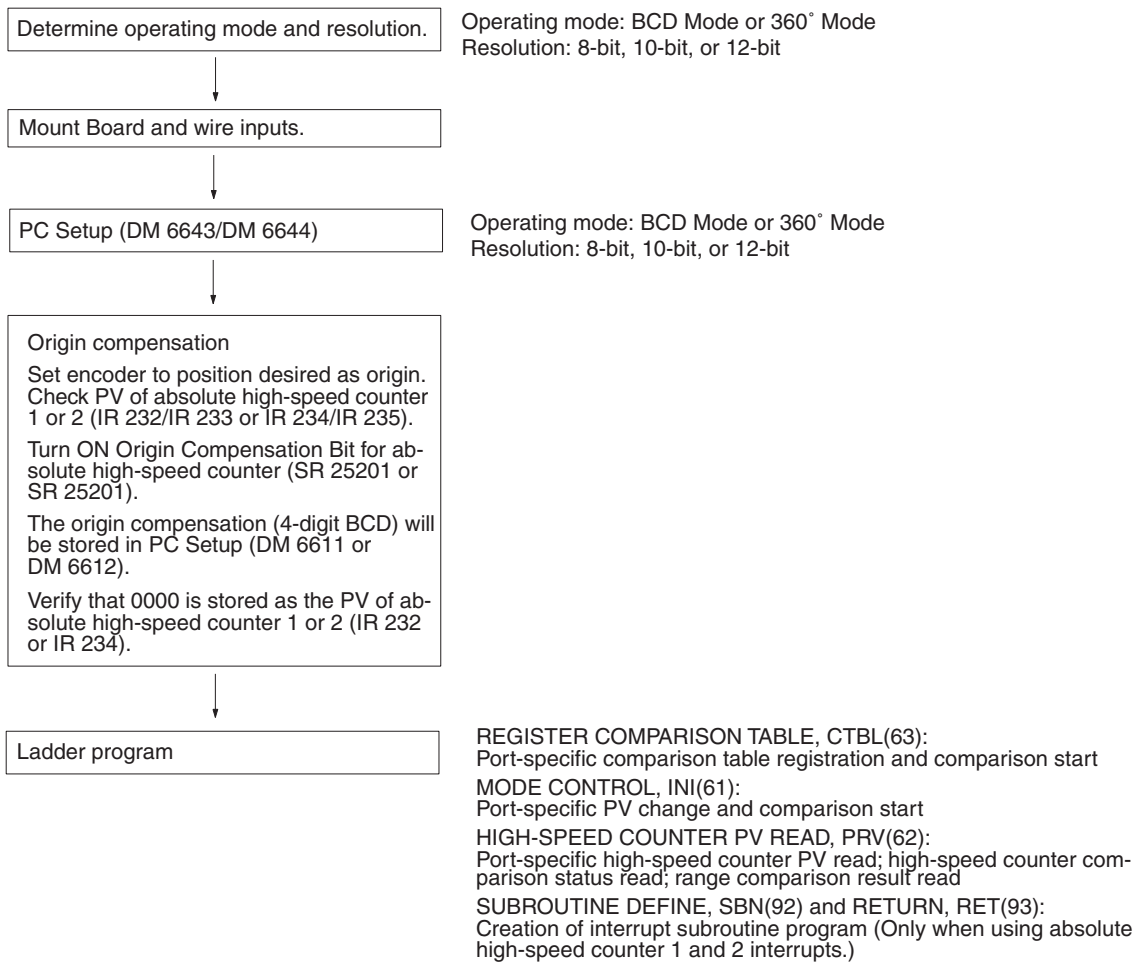 Determine operating mode and resolution.
Operating mode: BCD Mode or 360˚ Mode
Resolution: 8-bit, 10-bit, or 12-bit
Mount Board and wire inputs.
PC Setup (DM 6643/DM 6644)
Operating mode: BCD Mode or 360˚ Mode
Resolution: 8-bit, 10-bit, or 12-bit
Origin compensation
Set encoder to position desired as origin.
Check PV of absolute high-speed counter
1 or 2 (IR 232/IR 233 or IR 234/IR 235).
Turn ON Origin Compensation Bit for ab-
solute high-speed counter (SR 25201 or
SR 25201).
The origin compensation (4-digit BCD) will
be stored in PC Setup (DM 6611 or
DM 6612).
Verify that 0000 is stored as the PV of ab-
solute high-speed counter 1 or 2 (IR 232
or IR 234).
Ladder program
REGISTER COMPARISON TABLE, CTBL(63):
Port-specific comparison table registration and comparison start
MODE CONTROL, INI(61):
Port-specific PV change and comparison start
HIGH-SPEED COUNTER PV READ, PRV(62):
Port-specific high-speed counter PV read; high-speed counter com-
parison status read; range comparison result read
SUBROUTINE DEFINE, SBN(92) and RETURN, RET(93):
Creation of interrupt subroutine program (Only when using absolute
high-speed counter 1 and 2 interrupts.)